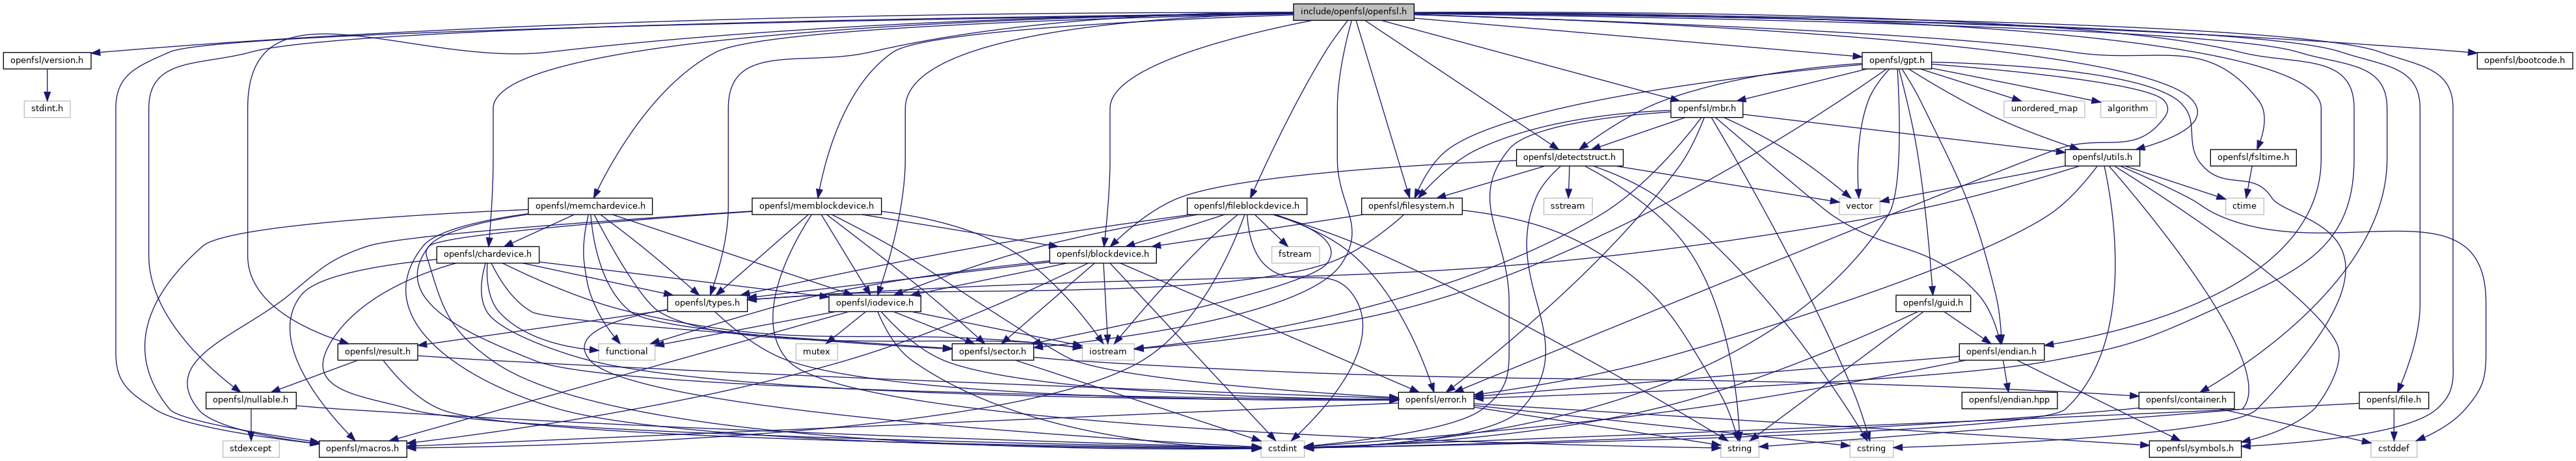 include/openfsl/openfsl.h
openfsl/version.h
openfsl/gpt.h
openfsl/bootcode.h
stdint.h
openfsl/mbr.h
unordered_map
algorithm
openfsl/detectstruct.h
openfsl/utils.h
openfsl/fsltime.h
openfsl/memchardevice.h
openfsl/memblockdevice.h
openfsl/fileblockdevice.h
openfsl/filesystem.h
sstream
vector
ctime
openfsl/chardevice.h
openfsl/blockdevice.h
fstream
openfsl/types.h
openfsl/iodevice.h
openfsl/guid.h
openfsl/result.h
functional
mutex
openfsl/sector.h
iostream
openfsl/endian.h
openfsl/nullable.h
openfsl/error.h
openfsl/endian.hpp
openfsl/container.h
openfsl/file.h
stdexcept
openfsl/macros.h
cstdint
string
cstring
openfsl/symbols.h
cstddef